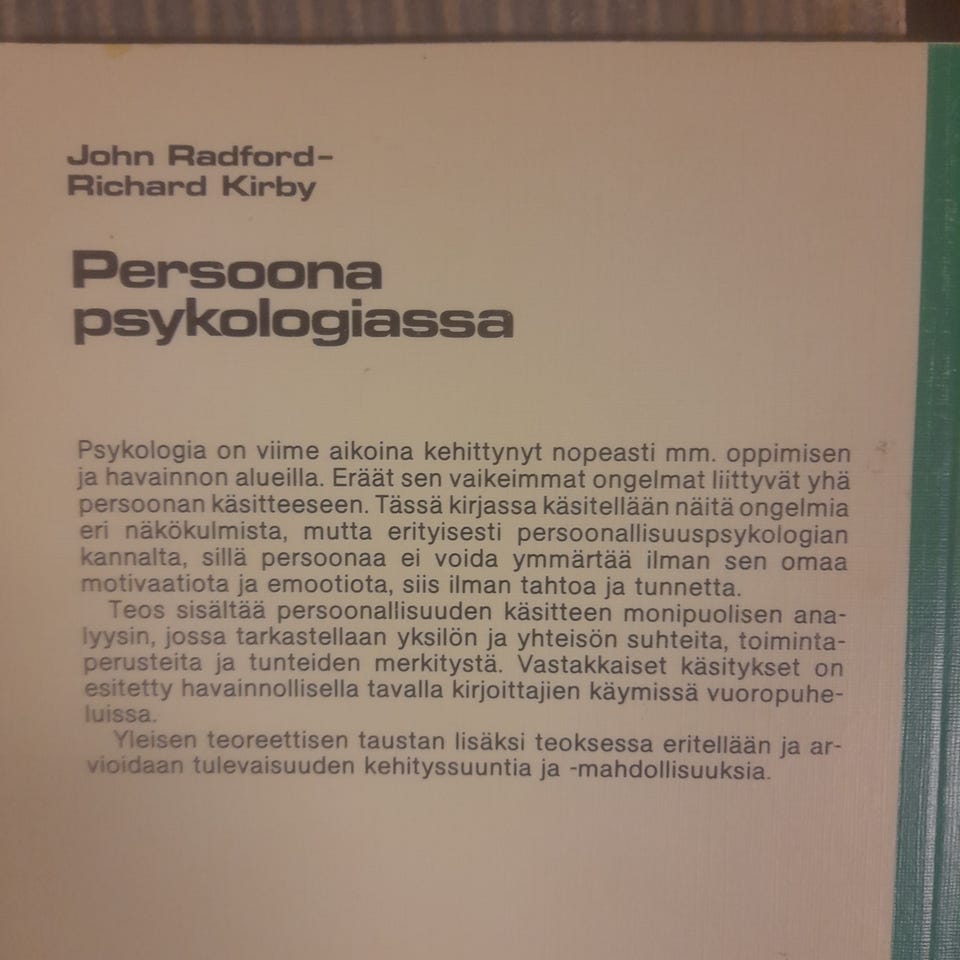 John Radford-
Richard Kirby
Persoona
psykologiassa
Psykologia on viime aikoina kehittynyt nopeasti mm. oppimisen
ja havainnon alueilla. Eräät sen vaikeimmat ongelmat liittyvät yhä
persoonan käsitteeseen. Tässä kirjassa käsitellään näitä ongelmia
eri näkökulmista, mutta erityisesti persoonallisuuspsykologian
kannalta, sillä persoonaa ei voida ymmärtää ilman sen omaa
motivaatiota ja emootiota, siis ilman tahtoa ja tunnetta.
Teos sisältää persoonallisuuden käsitteen monipuolisen ana-
lyysin, jossa tarkastellaan yksilön ja yhteisön suhteita, toiminta-
perusteita ja tunteiden merkitystä. Vastakkaiset käsitykset on
esitetty havainnollisella tavalla kirjoittajien käymissä vuoropuhe-
luissa.
Yleisen teoreettisen taustan lisäksi teoksessa eritellään ja ar-
vioidaan tulevaisuuden kehityssuuntia ja -mahdollisuuksia.